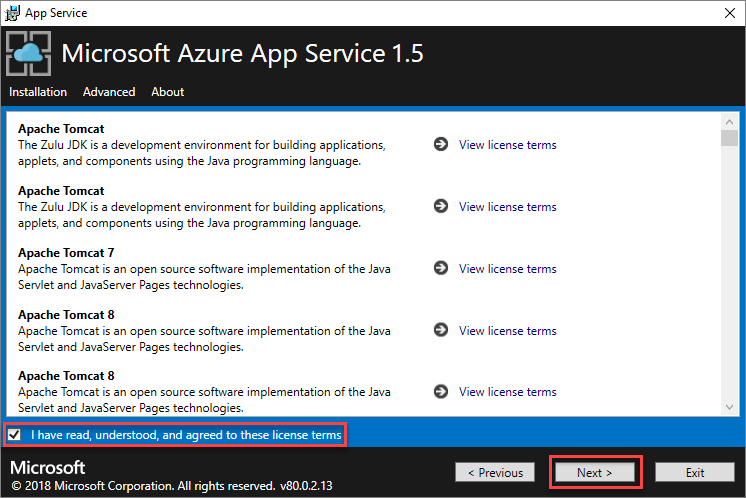 App Service
Microsoft Azure App Service 1.5
Installation Advanced About
Apache Tomcat
The Zulu JDK is a development environment for building applications,
applets, and components using the Java programming language.
View license terms
Apache Tomcat
The Zulu JDK is a development environment for building applications,
applets, and components using the Java programming language.
View license terms
Apache Tomcat 7
Apache Tomcat is an open source software implementation of the Java
Servlet and JavaServer Pages technologies.
View license terms
Apache Tomcat 8
Apache Tomcat is an open source software implementation of the Java
Servlet and JavaServer Pages technologies.
View license terms
Apache Tomcat 8
Apache Tomcat is an open source software implementation of the Java
Servlet and JavaServer Pages technologies.
View license terms
I have read, understood, and agreed to these license terms
Microsoft
© 2018 Microsoft Corporation. All rights reserved. v80.0.2.13
< Previous Next > Exit